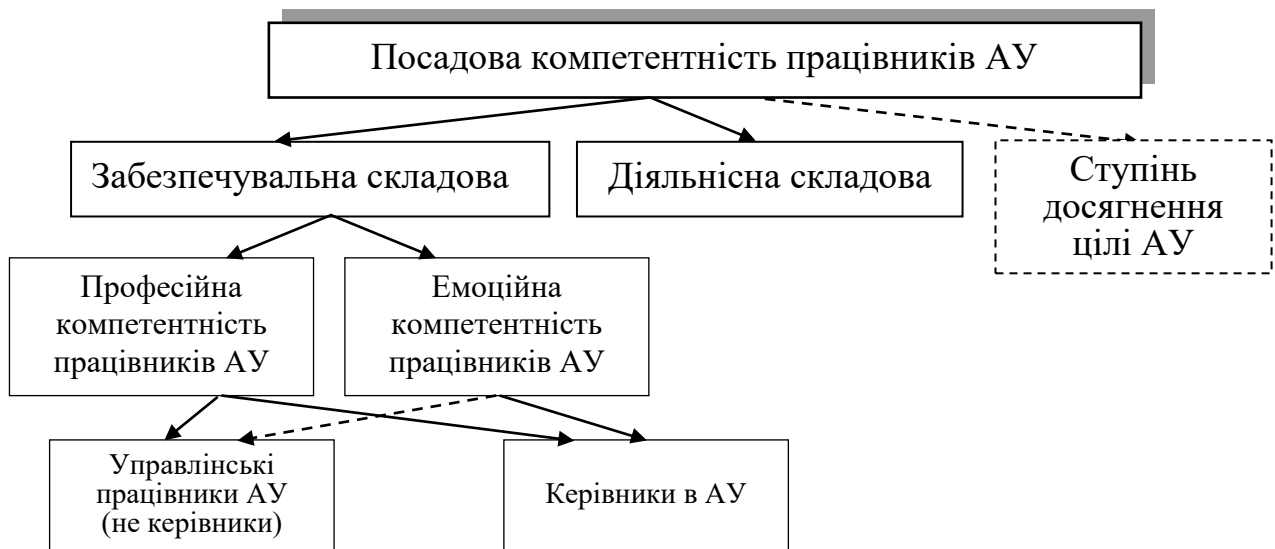 Посадова компетентність працівників АУ
Забезпечувальна складова
Діяльнісна складова
Ступінь
досягнення
цілі АУ
Професійна
компетентність
працівників АУ
Емоційна
компетентність
працівників АУ
Управлінські
працівники АУ
(не керівники)
Керівники в АУ